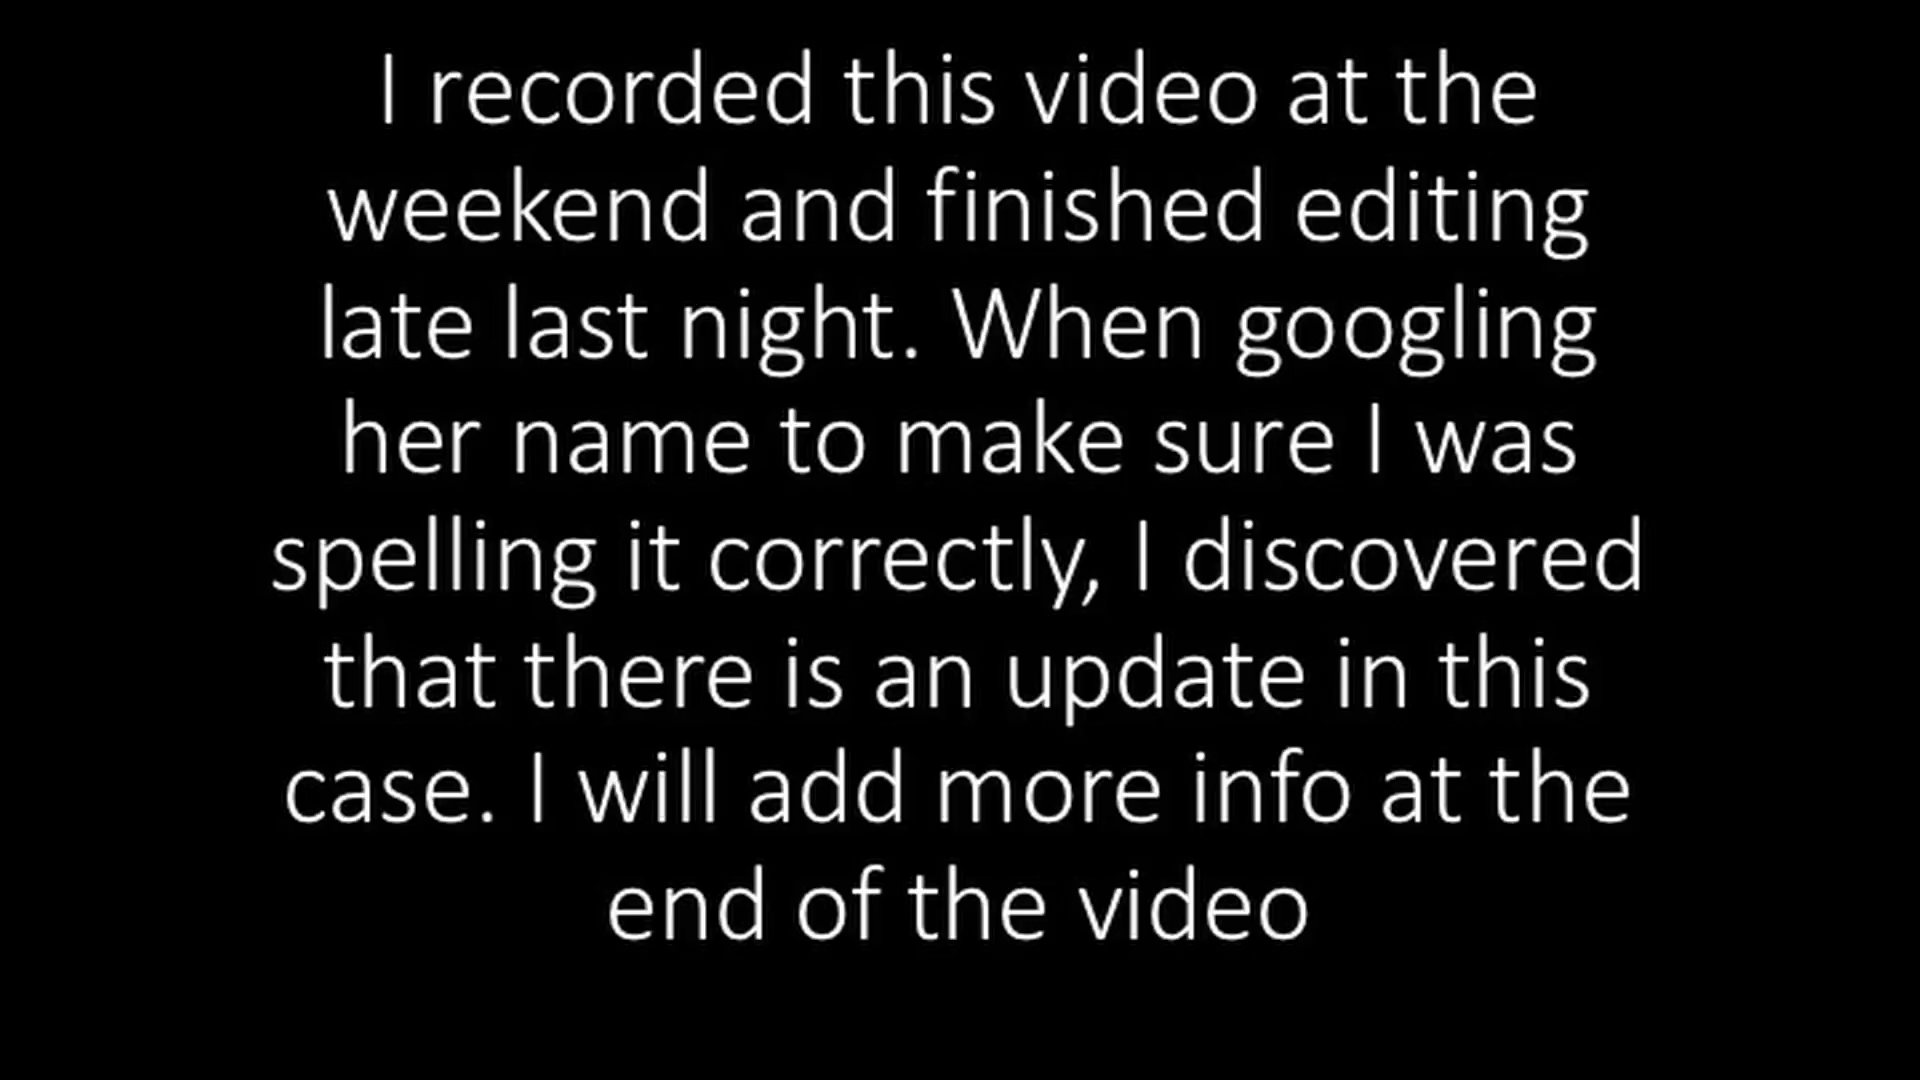 I recorded this video at the
weekend and finished editing
late last night. When googling
her name to make sure I was
spelling it correctly, I discovered
that there is an update in this
case. I will add more info at the
end of the video